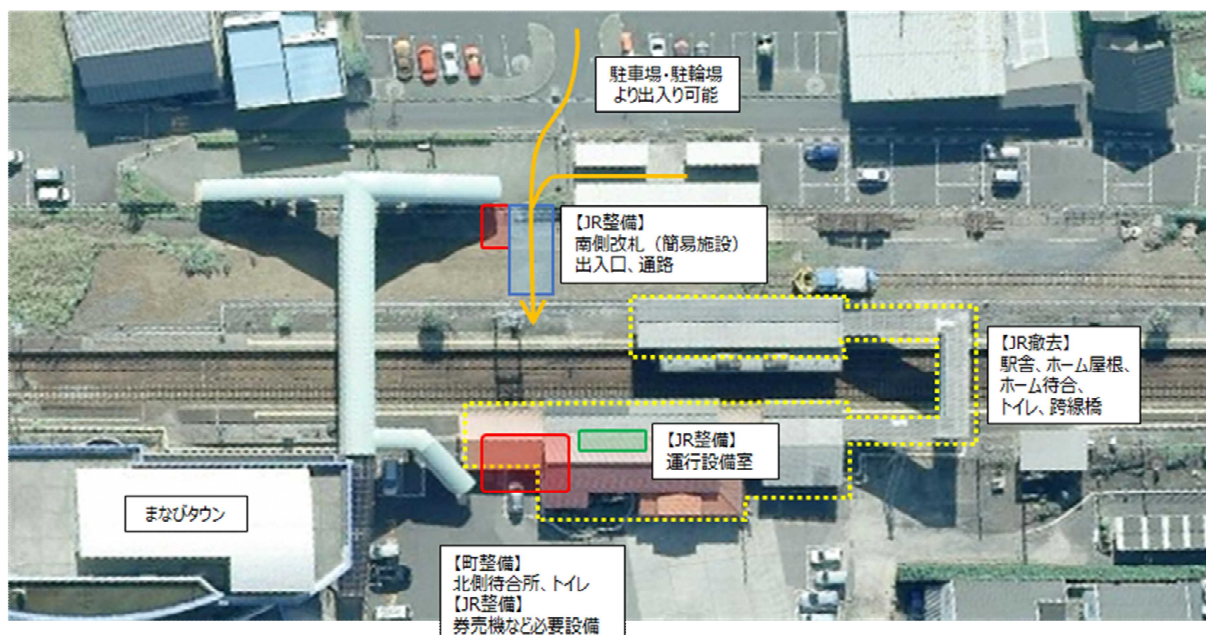 駐車場・駐輪場
より出入り可能
【JR整備】
南側改札（簡易施設）
出入口、通路
【JR撤去】
駅舎、ホーム屋根、
ホーム待合、
トイレ、跨線橋
【JR整備】
運行設備室
まなびタウン
【町整備】
北側待合所、トイレ
【JR整備】
券売機など必要設備